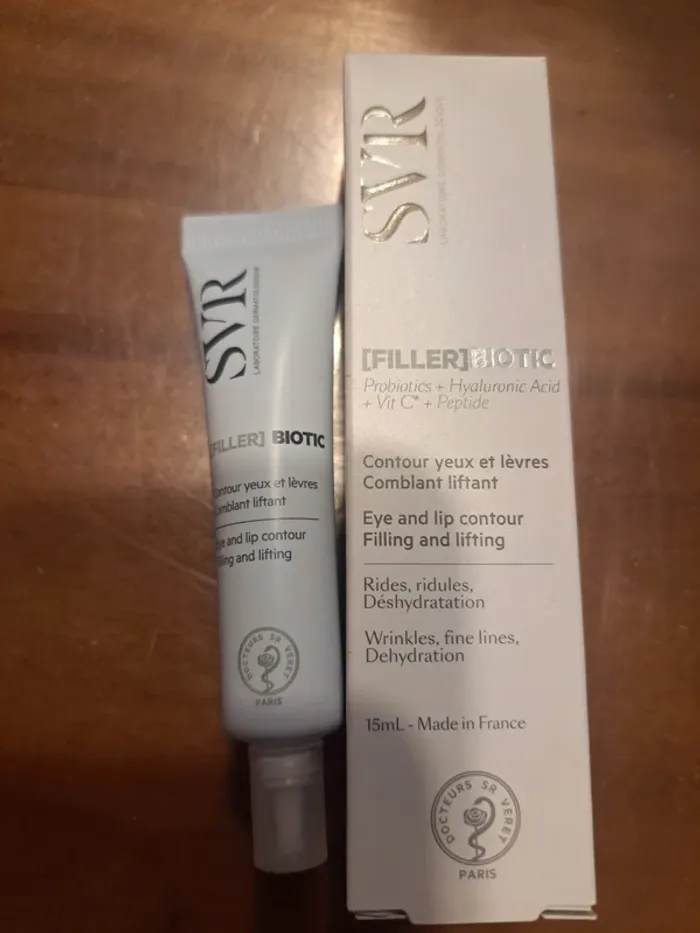 SVR
LABORATOIRE DERMATOLOGIQUE
[FILLER] BIOTIC
Contour yeux et lèvres
Comblant liftant
Eye and lip contour
Filling and lifting
DOCTEURS SR VERET
PARIS
SVR
LABORATOIRE DERMATOLOGIQUE
[FILLER] BIOTIC
Probiotics + Hyaluronic Acid
+ Vit C* + Peptide
Contour yeux et lèvres
Comblant liftant
Eye and lip contour
Filling and lifting
Rides, ridules,
Déshydratation
Wrinkles, fine lines,
Dehydration
15mL - Made in France
DOCTEURS SR VERET
PARIS